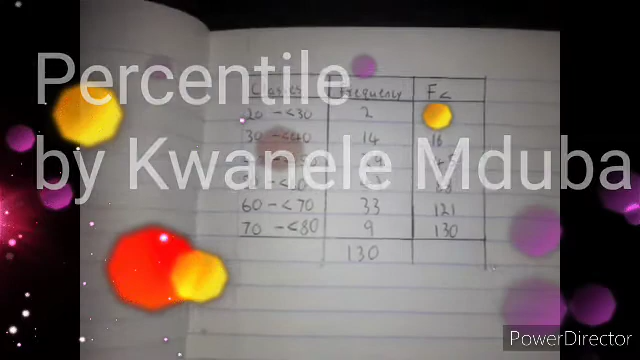 Percentile
by Kwanele Mduba
Classes Frequency F<
20 -<30 2
30 -<40 14 16
60 -<70 33 121
70 -<80 9 130
130
PowerDirector